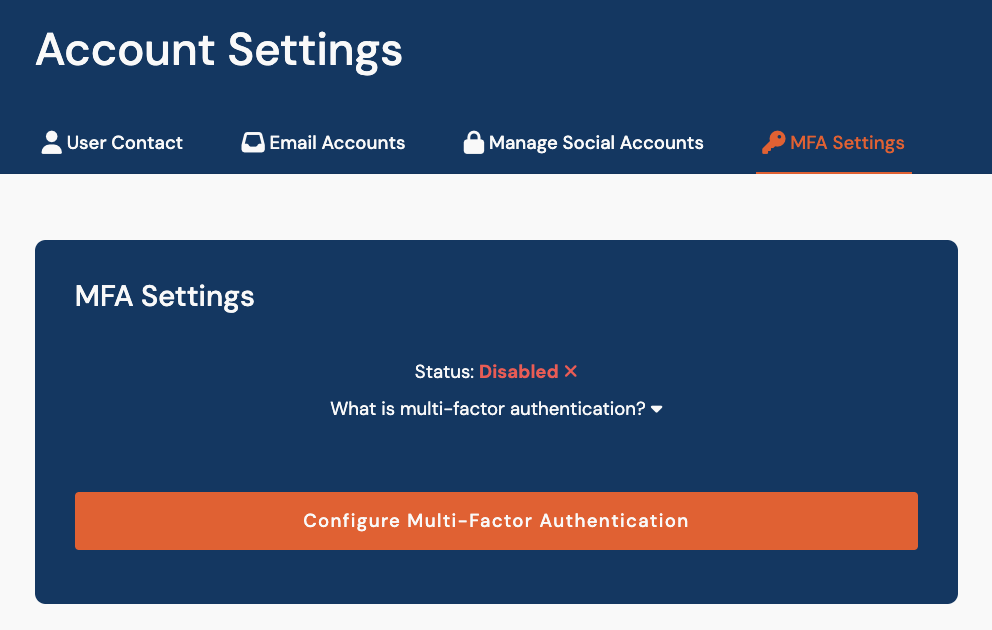 Account Settings
User Contact Email Accounts Manage Social Accounts MFA Settings
MFA Settings
Status: Disabled ✕
What is multi-factor authentication?
Configure Multi-Factor Authentication